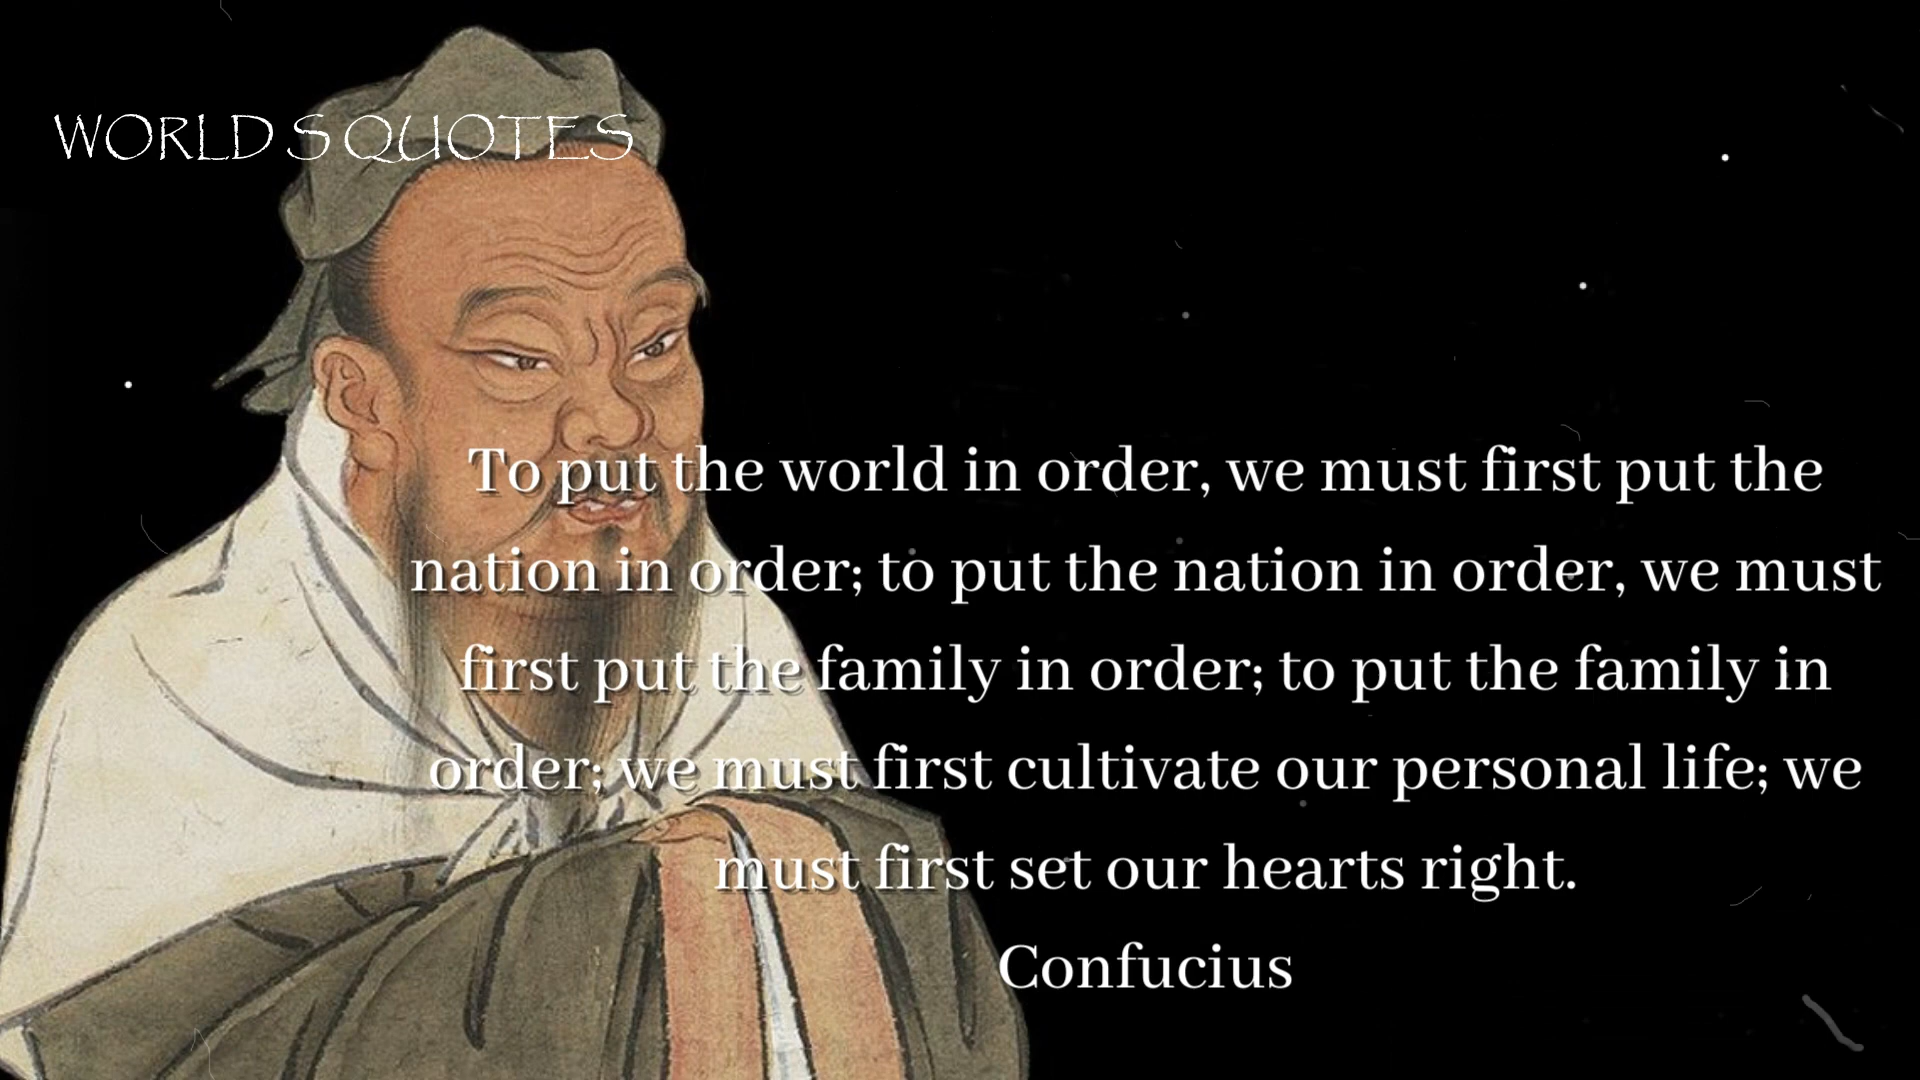 WORLD S QUOTES
To put the world in order, we must first put the
nation in order; to put the nation in order, we must
first put the family in order; to put the family in
order; we must first cultivate our personal life; we
must first set our hearts right.
Confucius